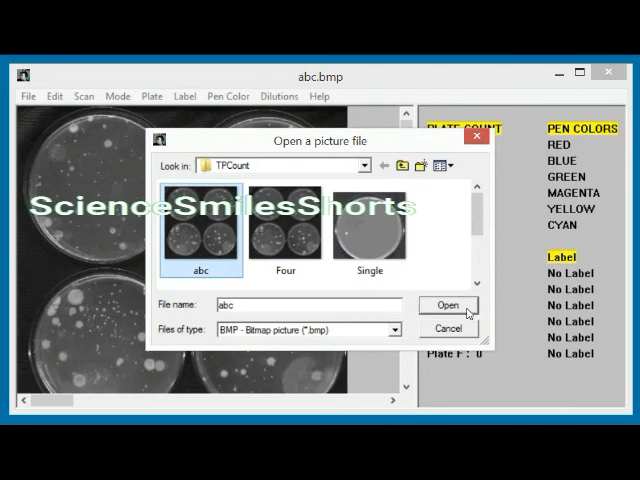 abc.bmp
File Edit Scan Mode Plate Label Pen Color Dilutions Help
PLATE COUNT PEN COLORS
RED
BLUE
GREEN
MAGENTA
YELLOW
CYAN
Label
No Label
No Label
No Label
No Label
No Label
No Label
Plate F : 0
Open a picture file
Look in: TPCount
ScienceSmilesShorts
abc Four Single
File name: abc Open
Files of type: BMP - Bitmap picture (*.bmp) Cancel